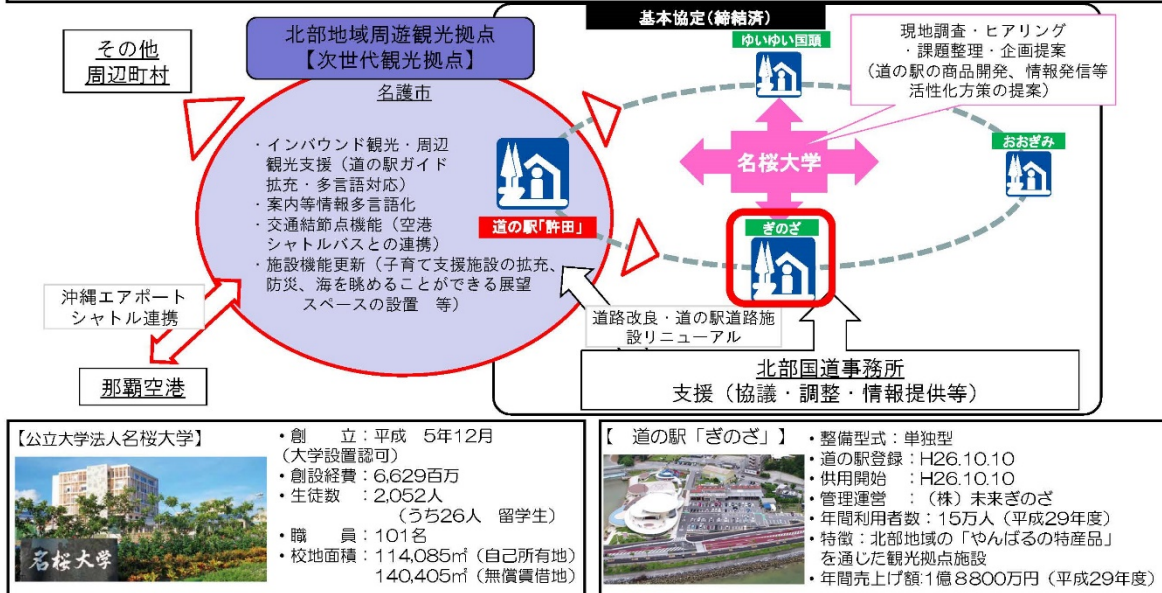 その他
周辺町村
北部地域周遊観光拠点
【次世代観光拠点】
名護市
・インバウンド観光・周辺
観光支援（道の駅ガイド
拡充・多言語対応）
・案内等情報多言語化
・交通結節点機能（空港
シャトルバスとの連携）
・施設機能更新（子育て支援施設の拡充、
防災、海を眺めることができる展望
スペースの設置　等）
道の駅「許田」
沖縄エアポート
シャトル連携
那覇空港
基本協定（締結済）
ゆいゆい国頭
現地調査・ヒアリング
・課題整理・企画提案
（道の駅の商品開発、情報発信等
活性化方策の提案）
名桜大学
おおぎみ
ぎのざ
道路改良・道の駅道路施
設リニューアル
北部国道事務所
支援（協議・調整・情報提供等）
【公立大学法人名桜大学】
名桜大学
・創　　立：平成　5年12月
（大学設置認可）
・創設経費：6,629百万
・生徒数　：2,052人
（うち26人　留学生）
・職　　員：101名
・校地面積：114,085㎡（自己所有地）
140,405㎡（無償賃借地）
【　道の駅「ぎのざ」】
・整備型式：単独型
・道の駅登録：H26.10.10
・供用開始　：H26.10.10
・管理運営　：（株）未来ぎのざ
・年間利用者数：15万人（平成29年度）
・特徴：北部地域の「やんばるの特産品」
を通じた観光拠点施設
・年間売上げ額:1億8800万円（平成29年度）